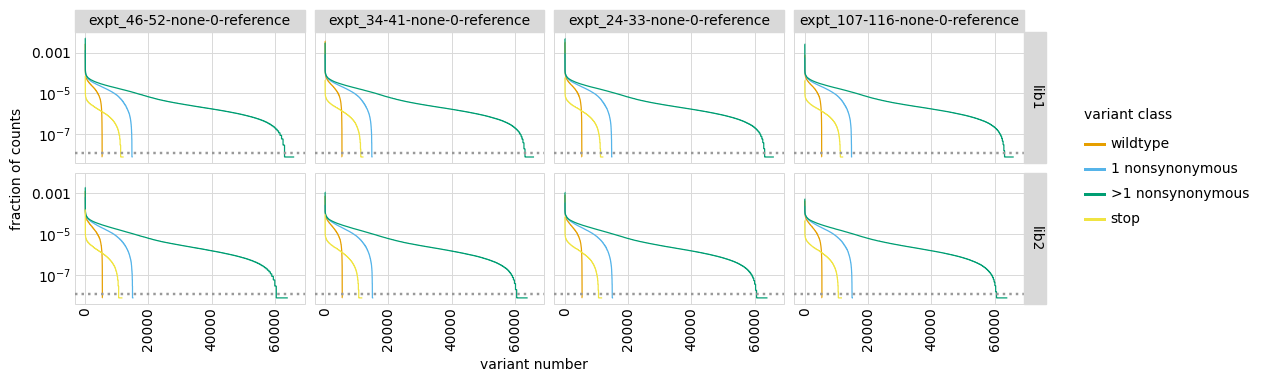 expt_46-52-none-0-reference expt_34-41-none-0-reference expt_24-33-none-0-reference expt_107-116-none-0-reference
0.001
10⁻⁵
10⁻⁷
lib1
0.001
10⁻⁵
10⁻⁷
lib2
fraction of counts
0 20000 40000 60000 0 20000 40000 60000 0 20000 40000 60000 0 20000 40000 60000
variant number
variant class
wildtype
1 nonsynonymous
>1 nonsynonymous
stop